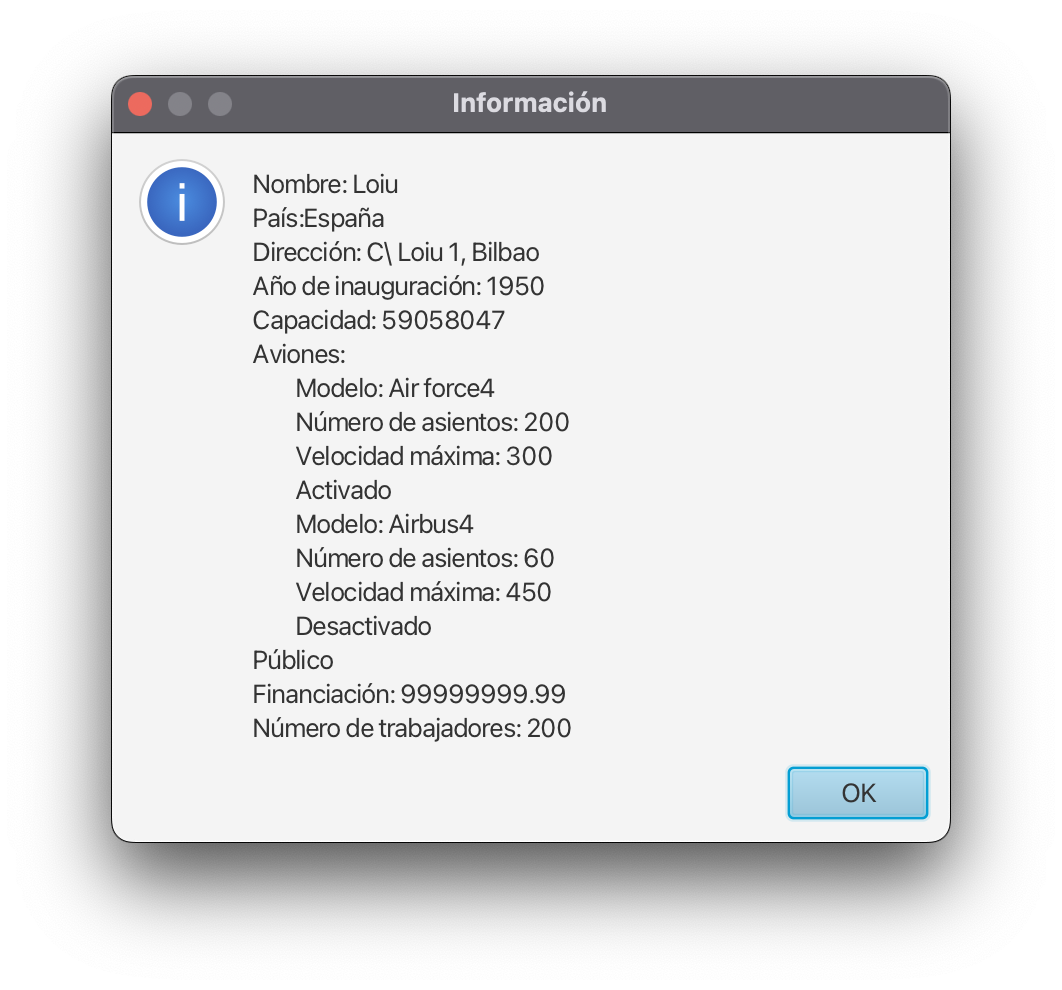 Información
Nombre: Loiu
País:España
Dirección: C\ Loiu 1, Bilbao
Año de inauguración: 1950
Capacidad: 59058047
Aviones:
Modelo: Air force4
Número de asientos: 200
Velocidad máxima: 300
Activado
Modelo: Airbus4
Número de asientos: 60
Velocidad máxima: 450
Desactivado
Público
Financiación: 99999999.99
Número de trabajadores: 200
OK